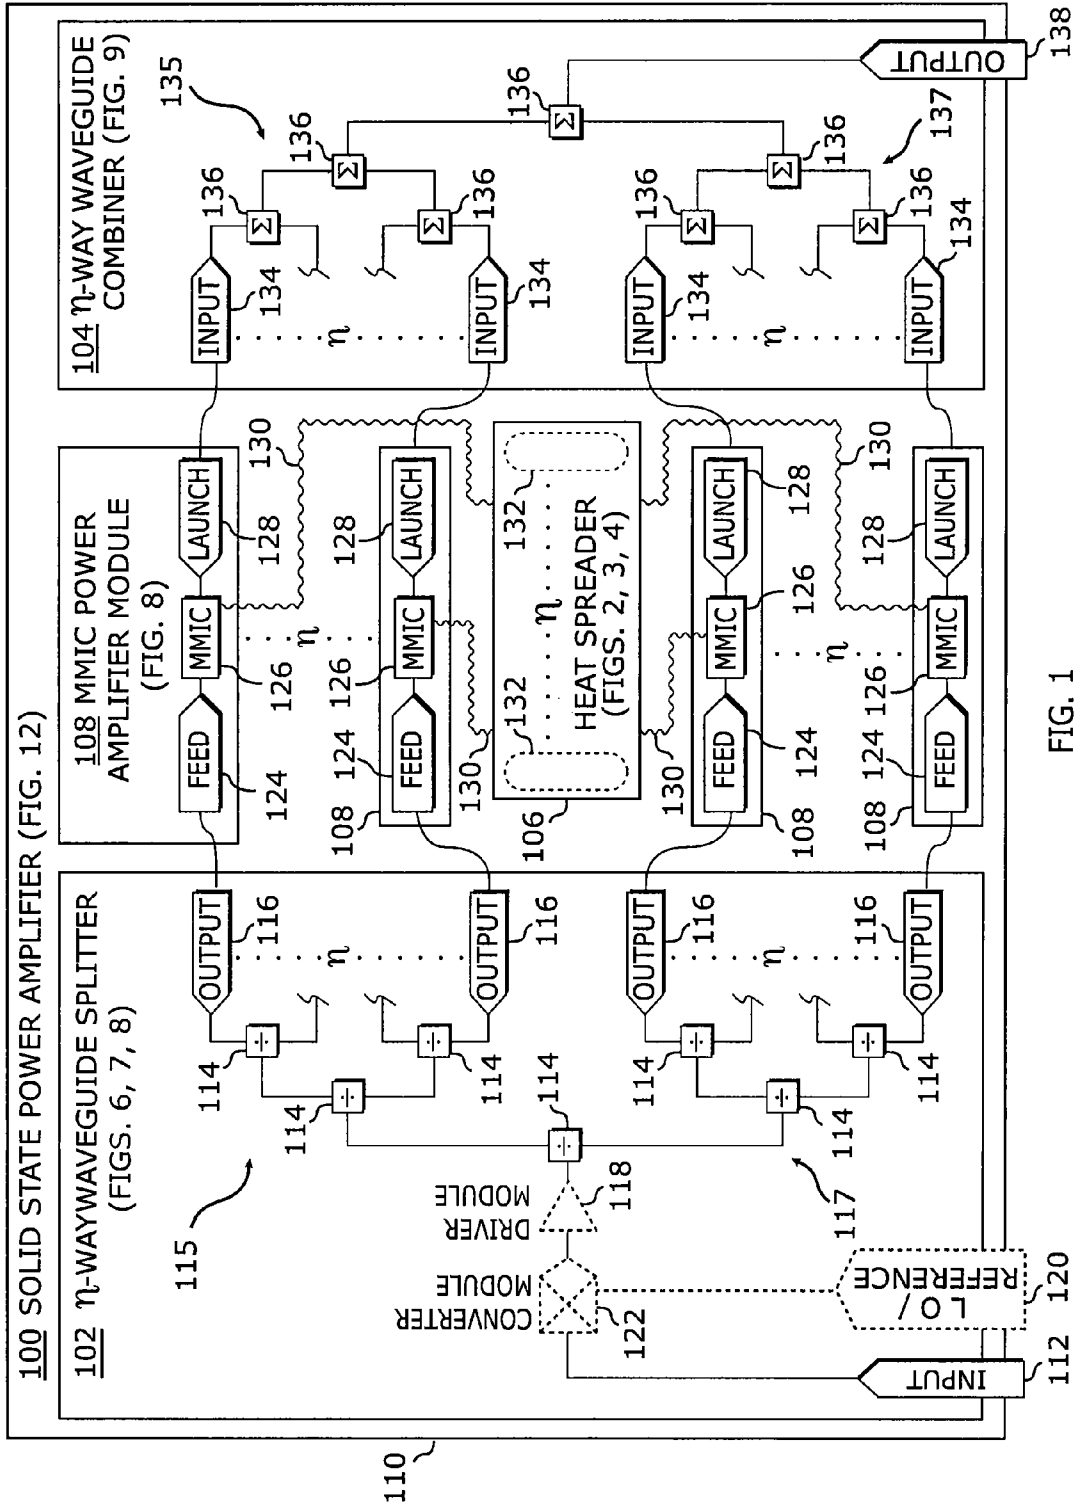 100 SOLID STATE POWER AMPLIFIER (FIG. 12)
102 η-WAYWAVEGUIDE SPLITTER
(FIGS. 6, 7, 8)
108 MMIC POWER
AMPLIFIER MODULE
(FIG. 8)
104 η-WAY WAVEGUIDE
COMBINER (FIG. 9)
115
114
÷
OUTPUT
116
FEED
124
MMIC
126
LAUNCH
128
130
INPUT
134
Σ
136
135
114
÷
η
η
η
136
Σ
114
÷
OUTPUT
116
108
124
FEED
126
MMIC
128
LAUNCH
INPUT
134
Σ
136
110
CONVERTER
MODULE
122
DRIVER
MODULE
118
114
÷
130
106
132
η
132
HEAT SPREADER
(FIGS. 2, 3, 4)
130
136
Σ
114
÷
OUTPUT
116
108
FEED
124
MMIC
126
LAUNCH
128
INPUT
134
Σ
136
117
114
÷
η
η
η
136
Σ
137
114
÷
OUTPUT
116
108
124
FEED
126
MMIC
128
LAUNCH
130
INPUT
134
Σ
136
INPUT
112
LO/
REFERENCE
120
OUTPUT
138
FIG. 1